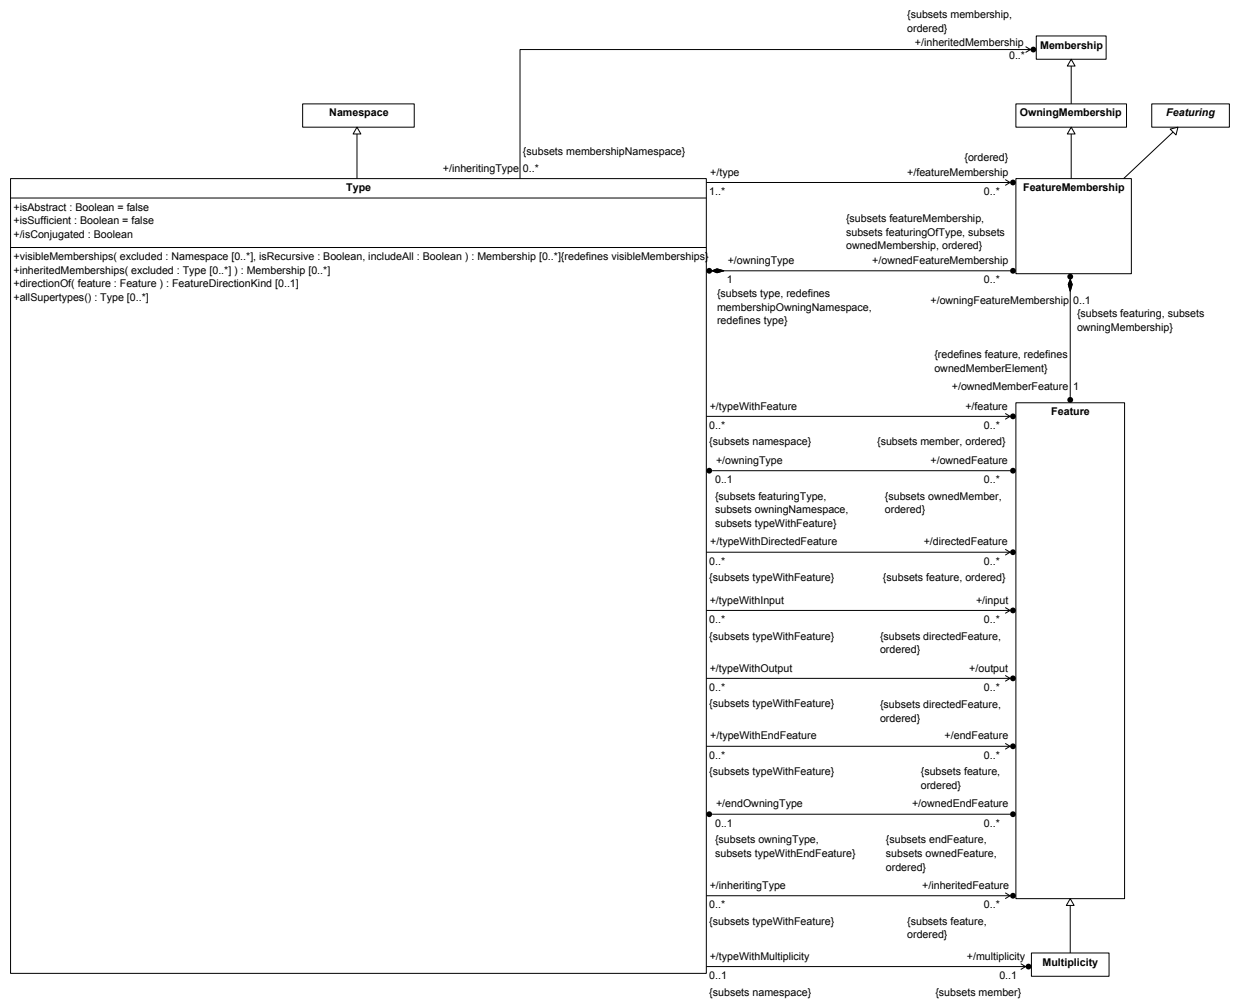 {subsets membership,
ordered}
+/inheritedMembership
0..*
Membership
Namespace
OwningMembership
Featuring
{subsets membershipNamespace}
+/inheritingType 0..*
Type
+isAbstract : Boolean = false
+isSufficient : Boolean = false
+/isConjugated : Boolean
+visibleMemberships( excluded : Namespace [0..*], isRecursive : Boolean, includeAll : Boolean ) : Membership [0..*]{redefines visibleMemberships}
+inheritedMemberships( excluded : Type [0..*] ) : Membership [0..*]
+directionOf( feature : Feature ) : FeatureDirectionKind [0..1]
+allSupertypes() : Type [0..*]
{ordered}
+/type +/featureMembership
1..* 0..*
FeatureMembership
{subsets featureMembership,
subsets featuringOfType, subsets
ownedMembership, ordered}
+/owningType +/ownedFeatureMembership
1 0..*
{subsets type, redefines
membershipOwningNamespace,
redefines type}
+/owningFeatureMembership 0..1
{subsets featuring, subsets
owningMembership}
{redefines feature, redefines
ownedMemberElement}
+/ownedMemberFeature 1
Feature
+/typeWithFeature +/feature
0..* 0..*
{subsets namespace} {subsets member, ordered}
+/owningType +/ownedFeature
0..1 0..*
{subsets featuringType,
subsets owningNamespace,
subsets typeWithFeature}
{subsets ownedMember,
ordered}
+/typeWithDirectedFeature +/directedFeature
0..* 0..*
{subsets typeWithFeature} {subsets feature, ordered}
+/typeWithInput +/input
0..* 0..*
{subsets typeWithFeature} {subsets directedFeature,
ordered}
+/typeWithOutput +/output
0..* 0..*
{subsets typeWithFeature} {subsets directedFeature,
ordered}
+/typeWithEndFeature +/endFeature
0..* 0..*
{subsets typeWithFeature} {subsets feature,
ordered}
+/endOwningType +/ownedEndFeature
0..1 0..*
{subsets owningType,
subsets typeWithEndFeature}
{subsets endFeature,
subsets ownedFeature,
ordered}
+/inheritingType +/inheritedFeature
0..* 0..*
{subsets typeWithFeature} {subsets feature,
ordered}
+/typeWithMultiplicity +/multiplicity
0..1 0..1
{subsets namespace} {subsets member}
Multiplicity